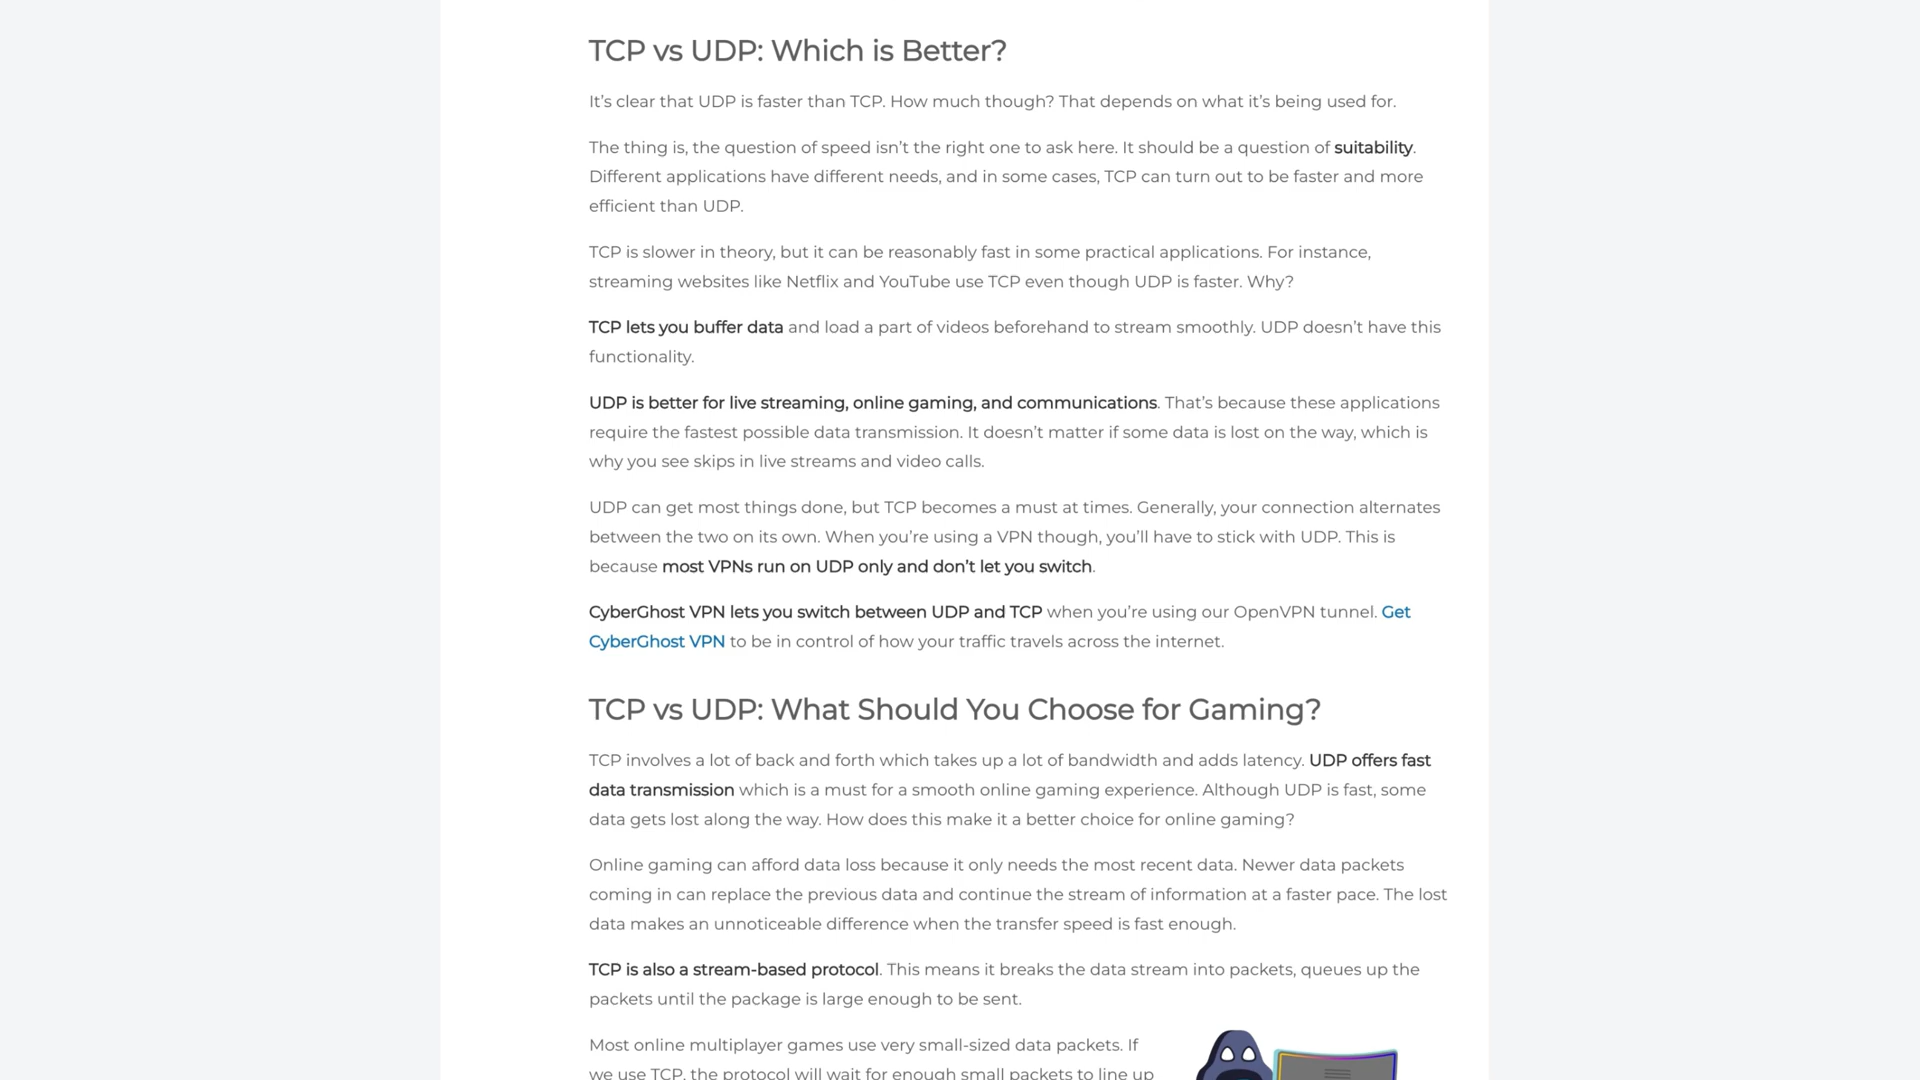 TCP vs UDP: Which is Better?
It’s clear that UDP is faster than TCP. How much though? That depends on what it’s being used for.
The thing is, the question of speed isn’t the right one to ask here. It should be a question of suitability.
Different applications have different needs, and in some cases, TCP can turn out to be faster and more
efficient than UDP.
TCP is slower in theory, but it can be reasonably fast in some practical applications. For instance,
streaming websites like Netflix and YouTube use TCP even though UDP is faster. Why?
TCP lets you buffer data and load a part of videos beforehand to stream smoothly. UDP doesn’t have this
functionality.
UDP is better for live streaming, online gaming, and communications. That’s because these applications
require the fastest possible data transmission. It doesn’t matter if some data is lost on the way, which is
why you see skips in live streams and video calls.
UDP can get most things done, but TCP becomes a must at times. Generally, your connection alternates
between the two on its own. When you’re using a VPN though, you’ll have to stick with UDP. This is
because most VPNs run on UDP only and don’t let you switch.
CyberGhost VPN lets you switch between UDP and TCP when you’re using our OpenVPN tunnel. Get
CyberGhost VPN to be in control of how your traffic travels across the internet.
TCP vs UDP: What Should You Choose for Gaming?
TCP involves a lot of back and forth which takes up a lot of bandwidth and adds latency. UDP offers fast
data transmission which is a must for a smooth online gaming experience. Although UDP is fast, some
data gets lost along the way. How does this make it a better choice for online gaming?
Online gaming can afford data loss because it only needs the most recent data. Newer data packets
coming in can replace the previous data and continue the stream of information at a faster pace. The lost
data makes an unnoticeable difference when the transfer speed is fast enough.
TCP is also a stream-based protocol. This means it breaks the data stream into packets, queues up the
packets until the package is large enough to be sent.
Most online multiplayer games use very small-sized data packets. If
we use TCP, the protocol will wait for enough small packets to line up